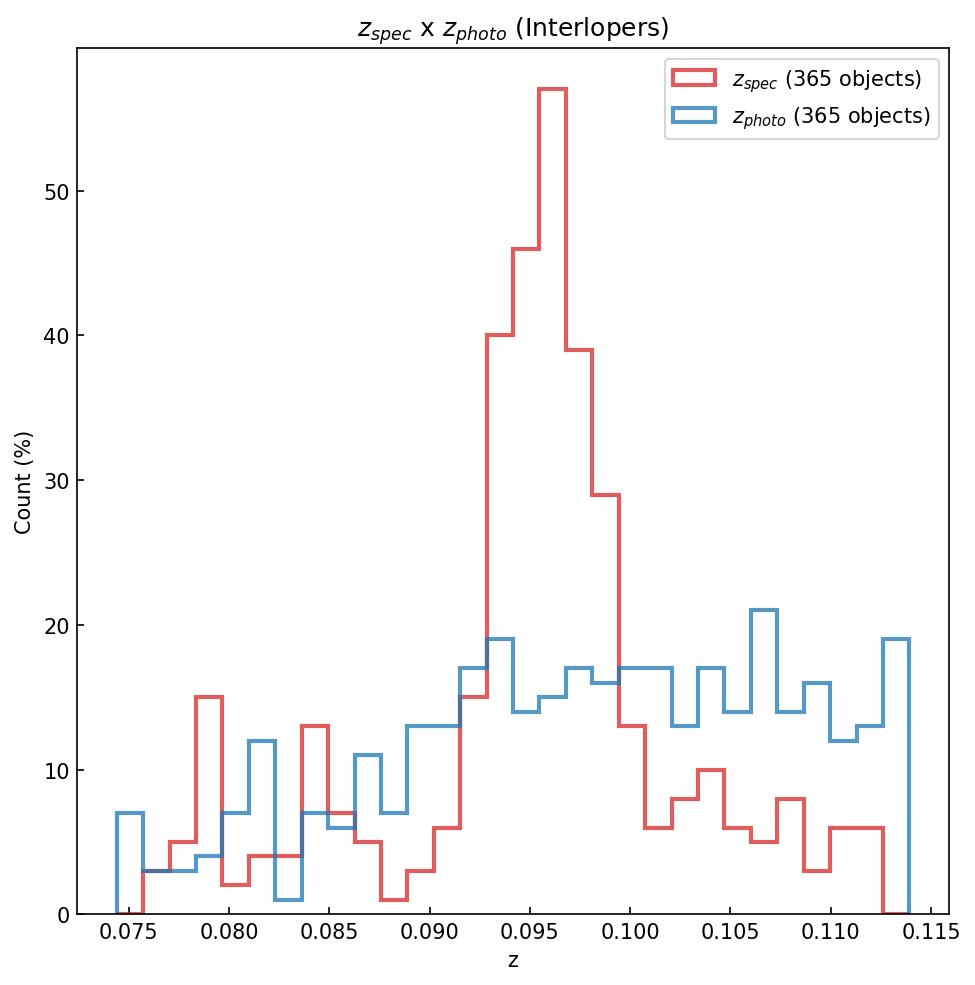 z_spec x z_photo (Interlopers)
z_spec (365 objects)
z_photo (365 objects)
Count (%)
50
40
30
20
10
0
0.075 0.080 0.085 0.090 0.095 0.100 0.105 0.110 0.115
z